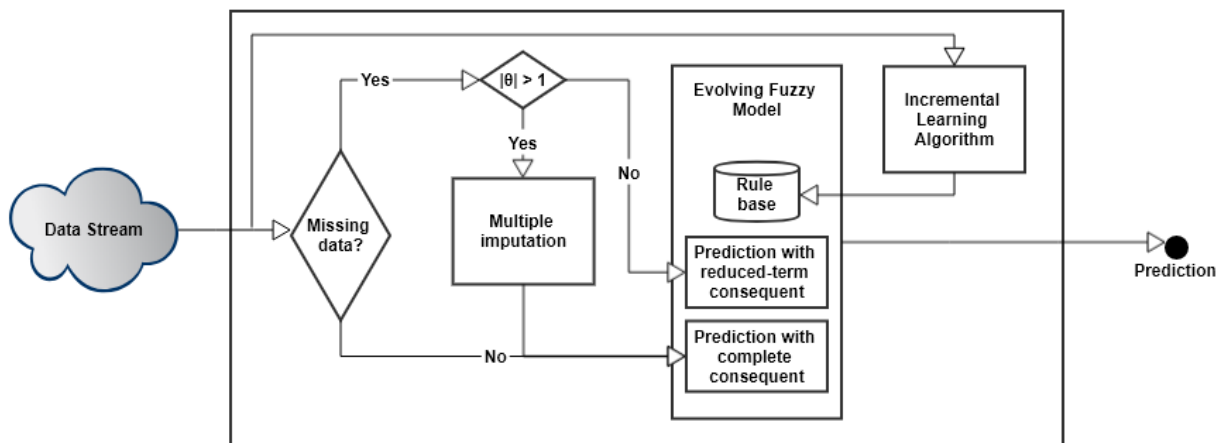 Data Stream
Missing
data?
Yes
|θ| > 1
Yes
No
Multiple
imputation
No
Evolving Fuzzy
Model
Rule
base
Prediction with
reduced-term
consequent
Prediction with
complete
consequent
Incremental
Learning
Algorithm
Prediction